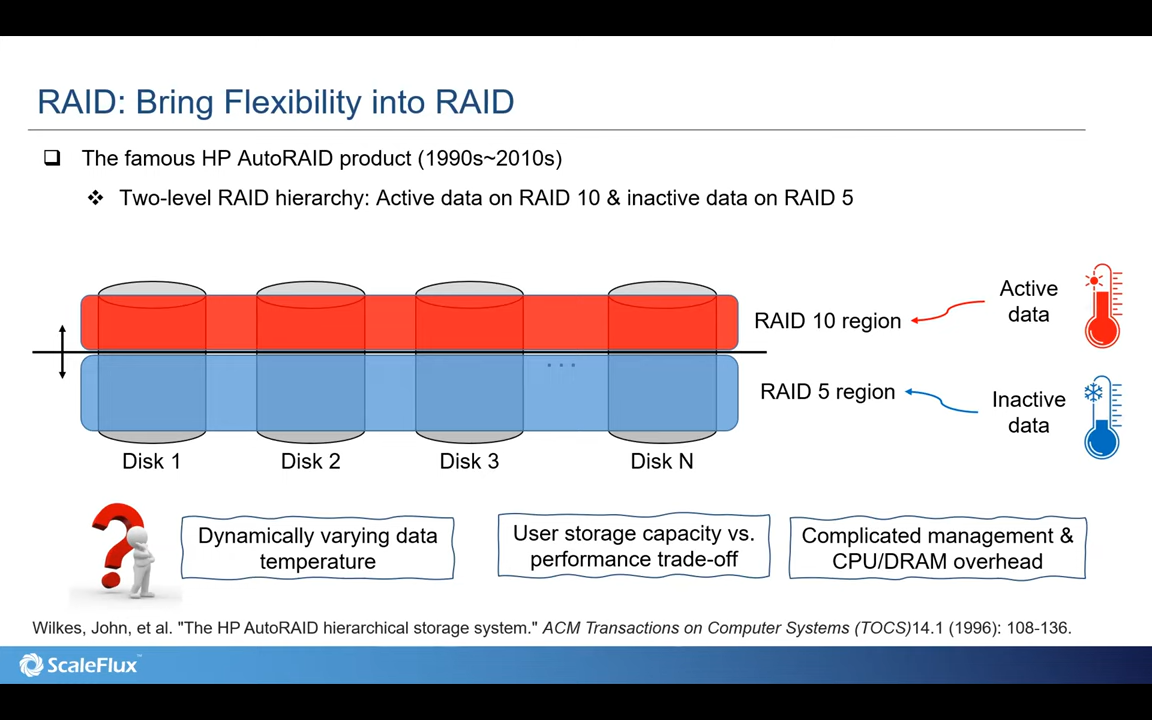 RAID: Bring Flexibility into RAID
The famous HP AutoRAID product (1990s~2010s)
Two-level RAID hierarchy: Active data on RAID 10 & inactive data on RAID 5
Active
data
RAID 10 region
. . .
RAID 5 region
Inactive
data
Disk 1
Disk 2
Disk 3
Disk N
Dynamically varying data
temperature
User storage capacity vs.
performance trade-off
Complicated management &
CPU/DRAM overhead
Wilkes, John, et al. "The HP AutoRAID hierarchical storage system." ACM Transactions on Computer Systems (TOCS)14.1 (1996): 108-136.
ScaleFlux™